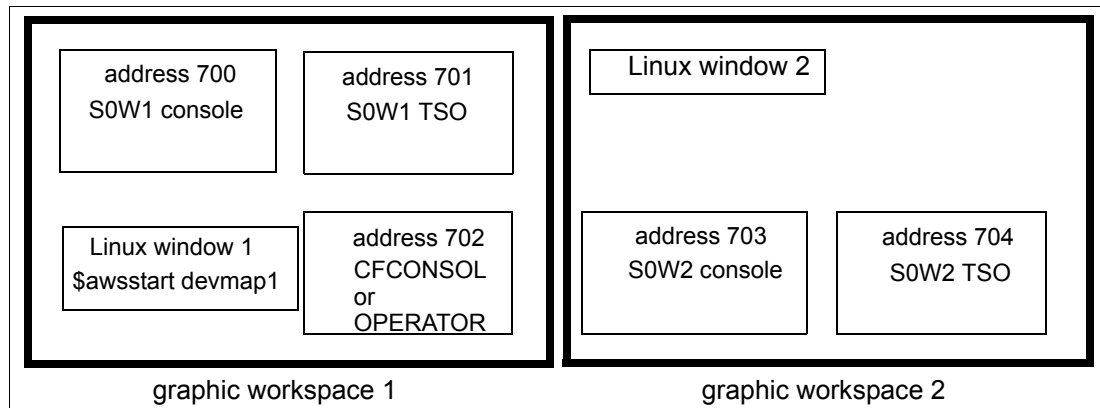 address 700
S0W1 console
address 701
S0W1 TSO
Linux window 1
$awsstart devmap1
address 702
CFCONSOL
or
OPERATOR
graphic workspace 1
Linux window 2
address 703
S0W2 console
address 704
S0W2 TSO
graphic workspace 2